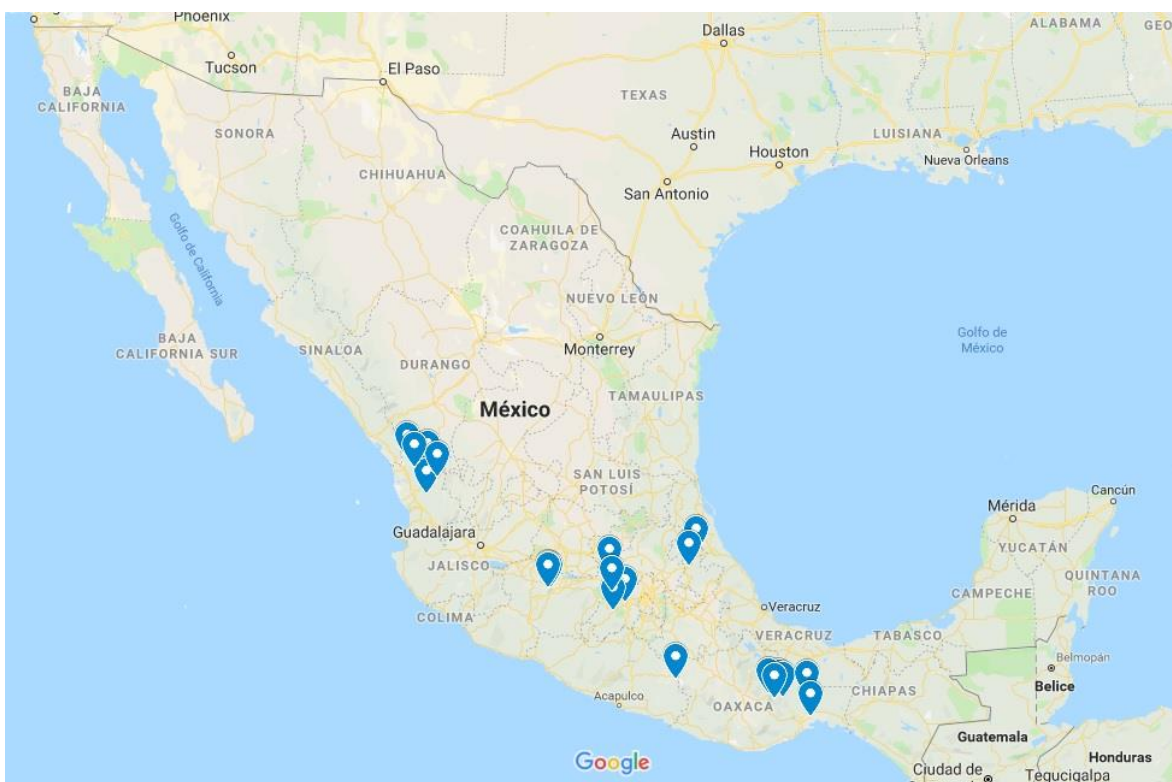 Phoenix
ALABAMA
GEO
Dallas
Tucson
El Paso
BAJA
CALIFORNIA
TEXAS
SONORA
Austin
LUISIANA
Houston
Nueva Orleans
CHIHUAHUA
San Antonio
COAHUILA DE
ZARAGOZA
Golfo de California
NUEVO LEÓN
Golfo de
México
BAJA
CALIFORNIA SUR
SINALOA
Monterrey
DURANGO
TAMAULIPAS
México
SAN LUIS
POTOSÍ
Cancún
Mérida
Guadalajara
YUCATÁN
JALISCO
QUINTANA
ROO
CAMPECHE
COLIMA
Veracruz
VERACRUZ
TABASCO
Belmopán
Belice
Acapulco
OAXACA
CHIAPAS
Guatemala
Google
Honduras
Ciudad de
Tegucigalpa